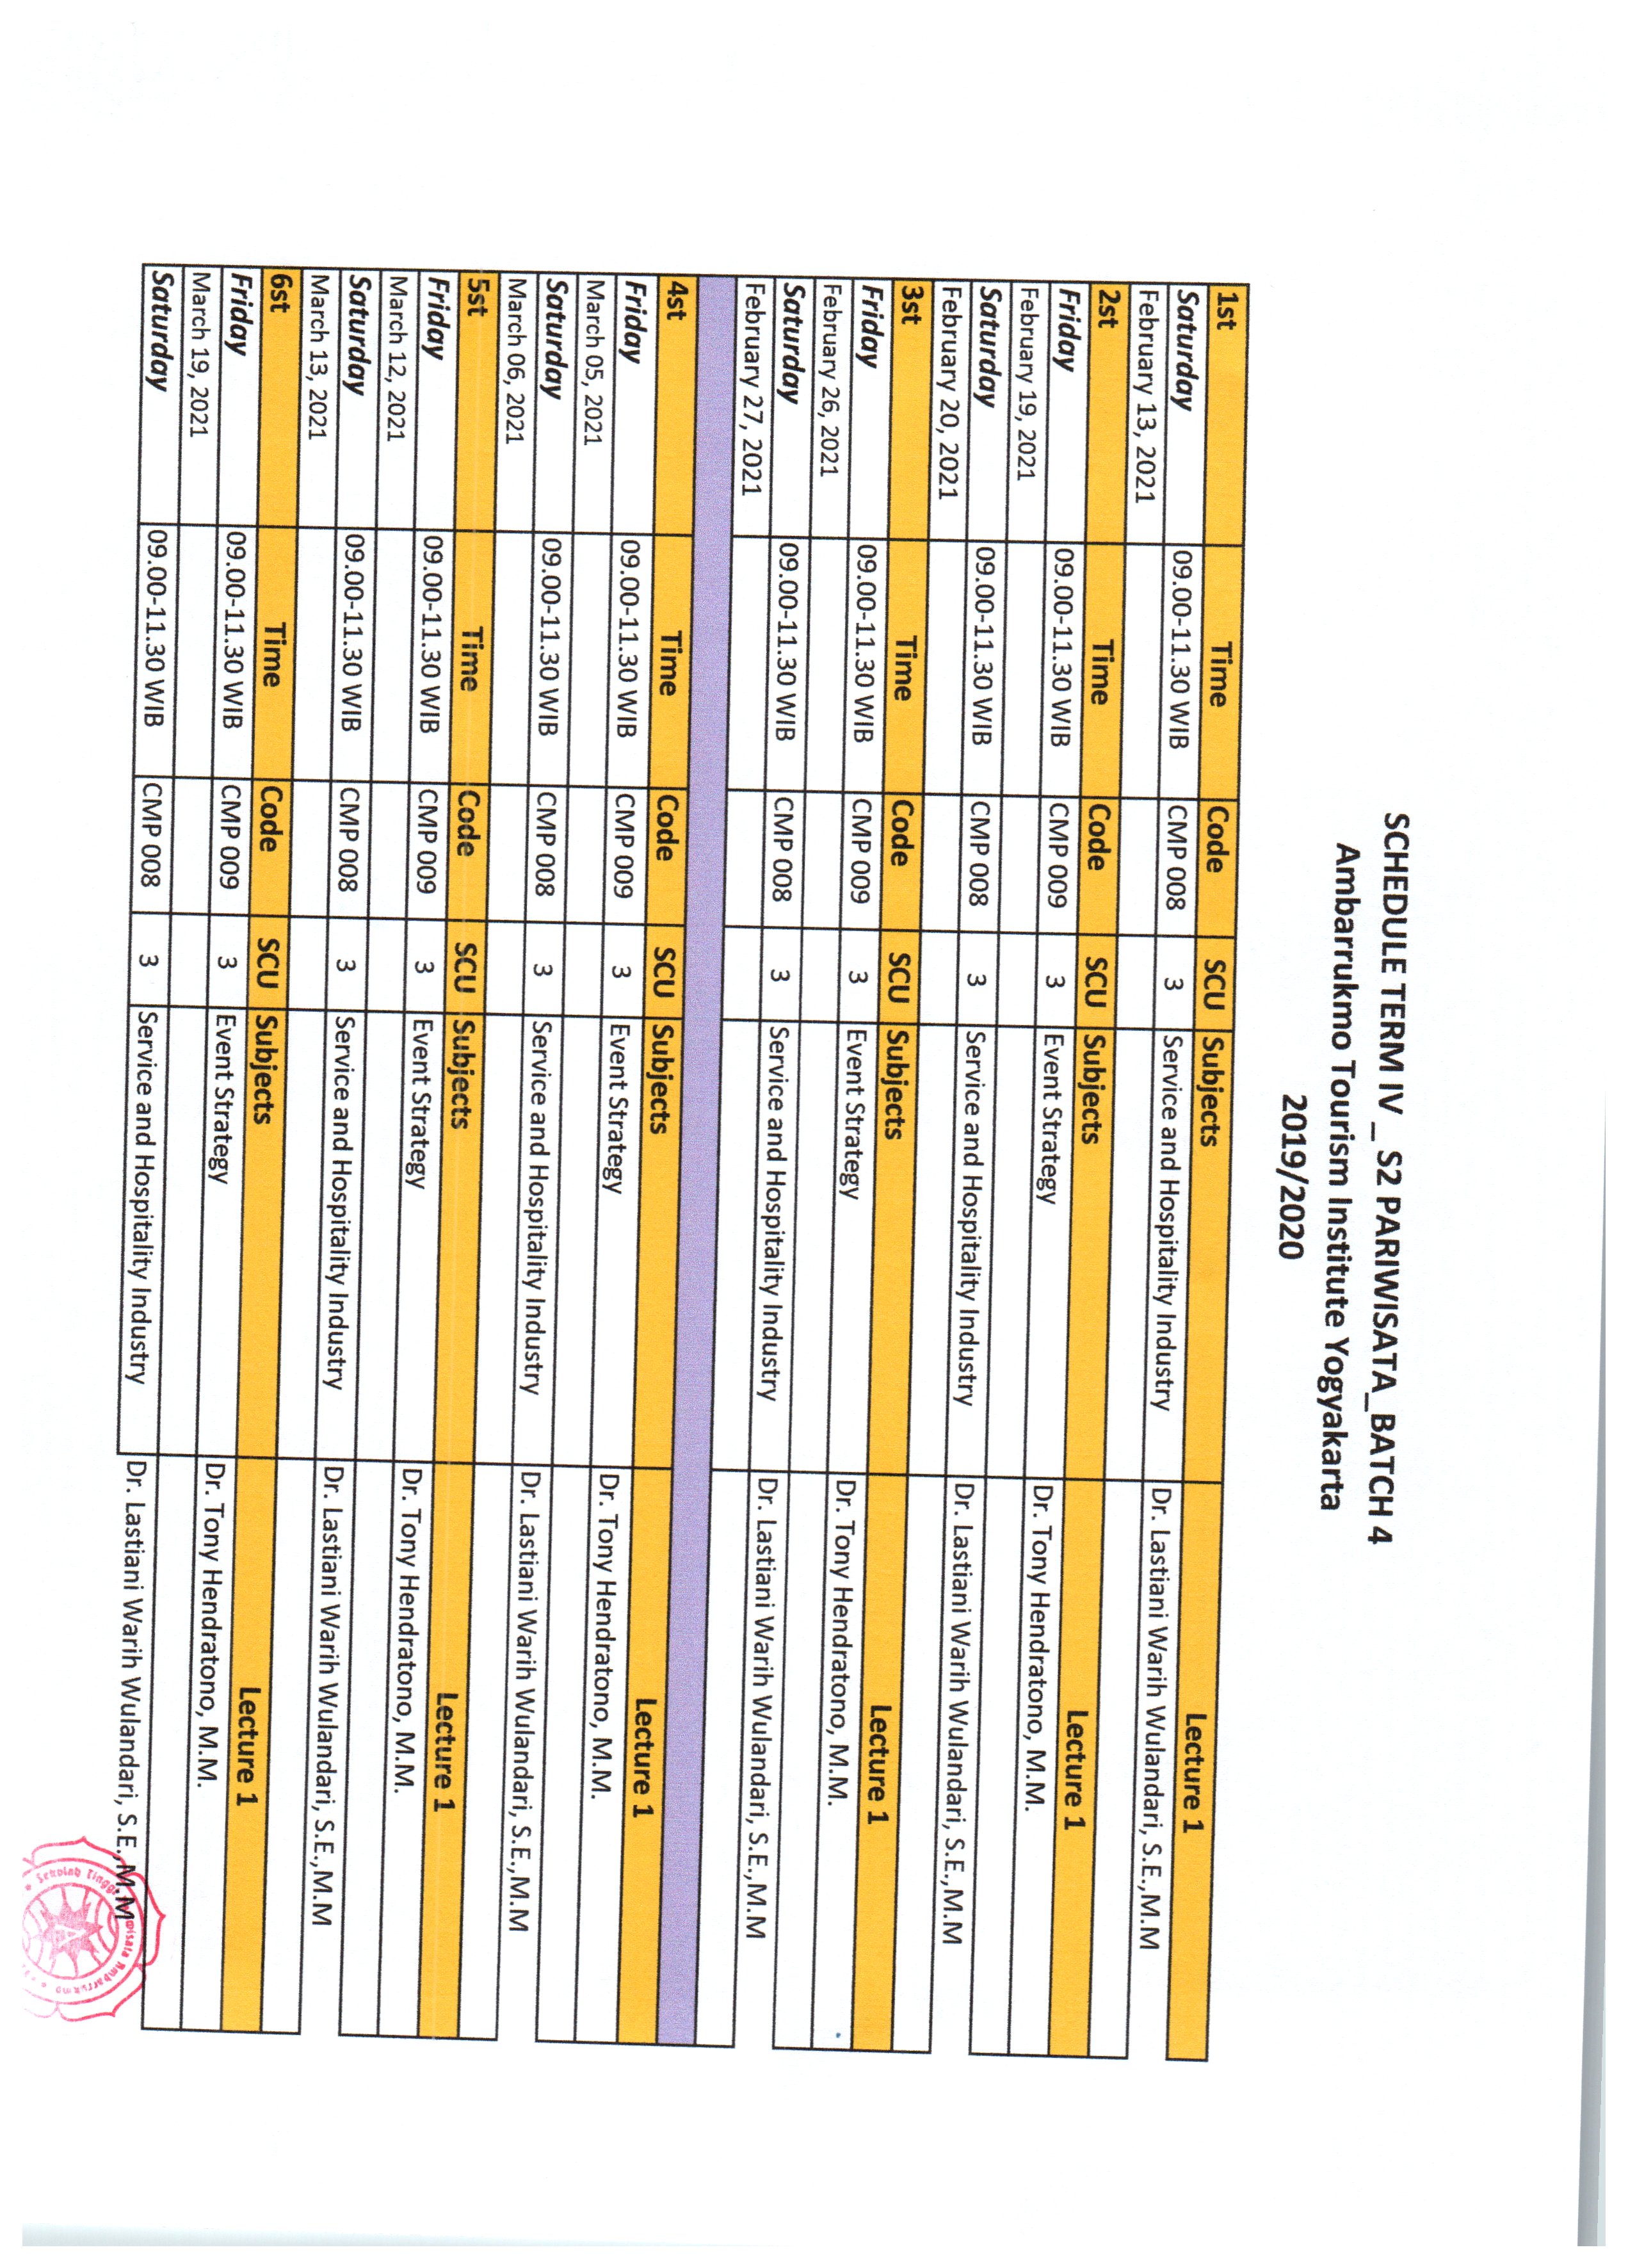 SCHEDULE TERM IV _ S2 PARIWISATA_BATCH 4
Ambarrukmo Tourism Institute Yogyakarta
2019/2020
1st Time Code SCU Subjects Lecture 1
Saturday 09.00-11.30 WIB CMP 008 3 Service and Hospitality Industry Dr. Lastiani Warih Wulandari, S.E.,M.M
February 13, 2021
2st Time Code SCU Subjects Lecture 1
Friday 09.00-11.30 WIB CMP 009 3 Event Strategy Dr. Tony Hendratono, M.M.
February 19, 2021
Saturday 09.00-11.30 WIB CMP 008 3 Service and Hospitality Industry Dr. Lastiani Warih Wulandari, S.E.,M.M
February 20, 2021
3st Time Code SCU Subjects Lecture 1
Friday 09.00-11.30 WIB CMP 009 3 Event Strategy Dr. Tony Hendratono, M.M.
February 26, 2021
Saturday 09.00-11.30 WIB CMP 008 3 Service and Hospitality Industry Dr. Lastiani Warih Wulandari, S.E.,M.M
February 27, 2021
4st Time Code SCU Subjects Lecture 1
Friday 09.00-11.30 WIB CMP 009 3 Event Strategy Dr. Tony Hendratono, M.M.
March 05, 2021
Saturday 09.00-11.30 WIB CMP 008 3 Service and Hospitality Industry Dr. Lastiani Warih Wulandari, S.E.,M.M
March 06, 2021
5st Time Code SCU Subjects Lecture 1
Friday 09.00-11.30 WIB CMP 009 3 Event Strategy Dr. Tony Hendratono, M.M.
March 12, 2021
Saturday 09.00-11.30 WIB CMP 008 3 Service and Hospitality Industry Dr. Lastiani Warih Wulandari, S.E.,M.M
March 13, 2021
6st Time Code SCU Subjects Lecture 1
Friday 09.00-11.30 WIB CMP 009 3 Event Strategy Dr. Tony Hendratono, M.M.
March 19, 2021
Saturday 09.00-11.30 WIB CMP 008 3 Service and Hospitality Industry Dr. Lastiani Warih Wulandari, S.E.,M.M
Tinggi Ambarrukmo
A